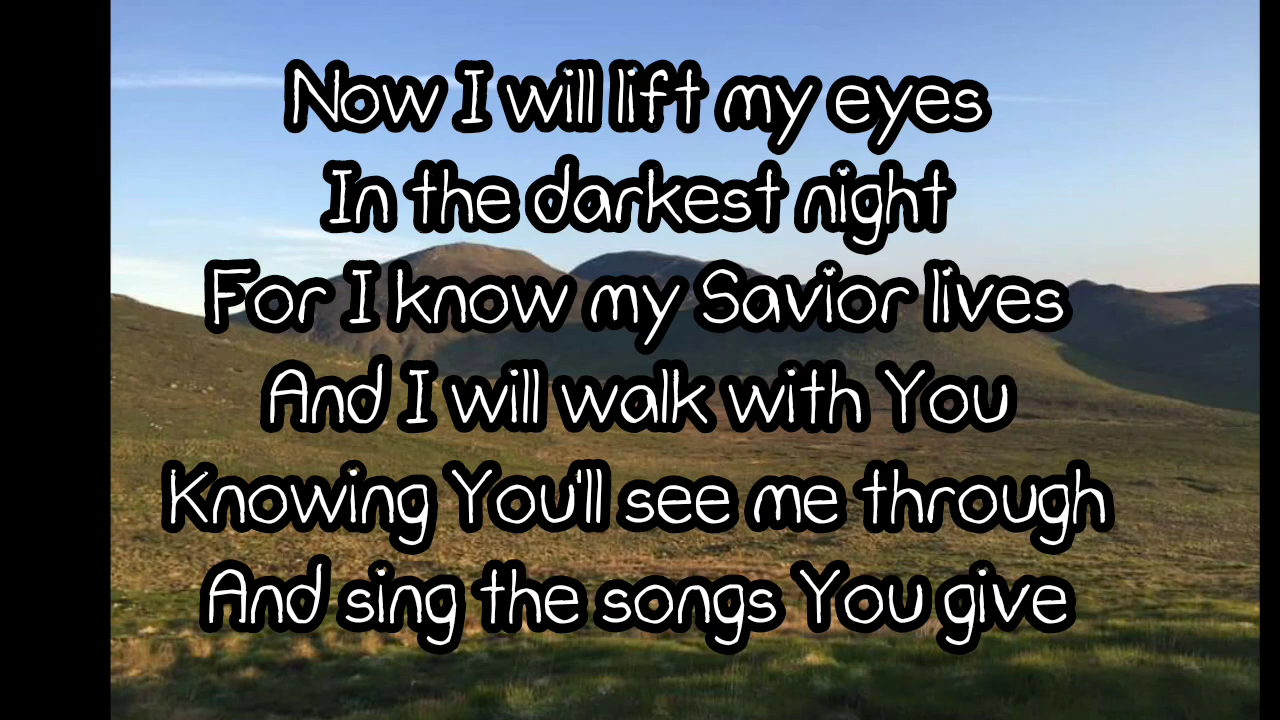 Now I will lift my eyes
In the darkest night
For I know my Savior lives
And I will walk with You
Knowing You'll see me through
And sing the songs You give